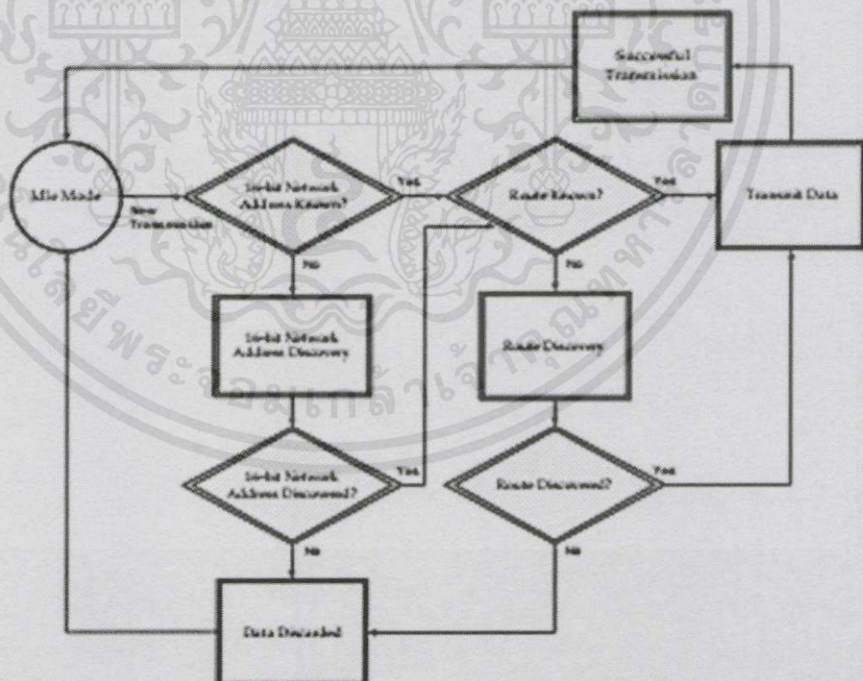 Successful
Transmission
Idle Mode
New
Transmission
16-bit Network
Address Known?
Yes
Route Known?
Yes
Transmit Data
No
No
16-bit Network
Address Discovery
Route Discovery
16-bit Network
Address Discovered?
Yes
Route Discovered?
Yes
No
No
Data Discarded